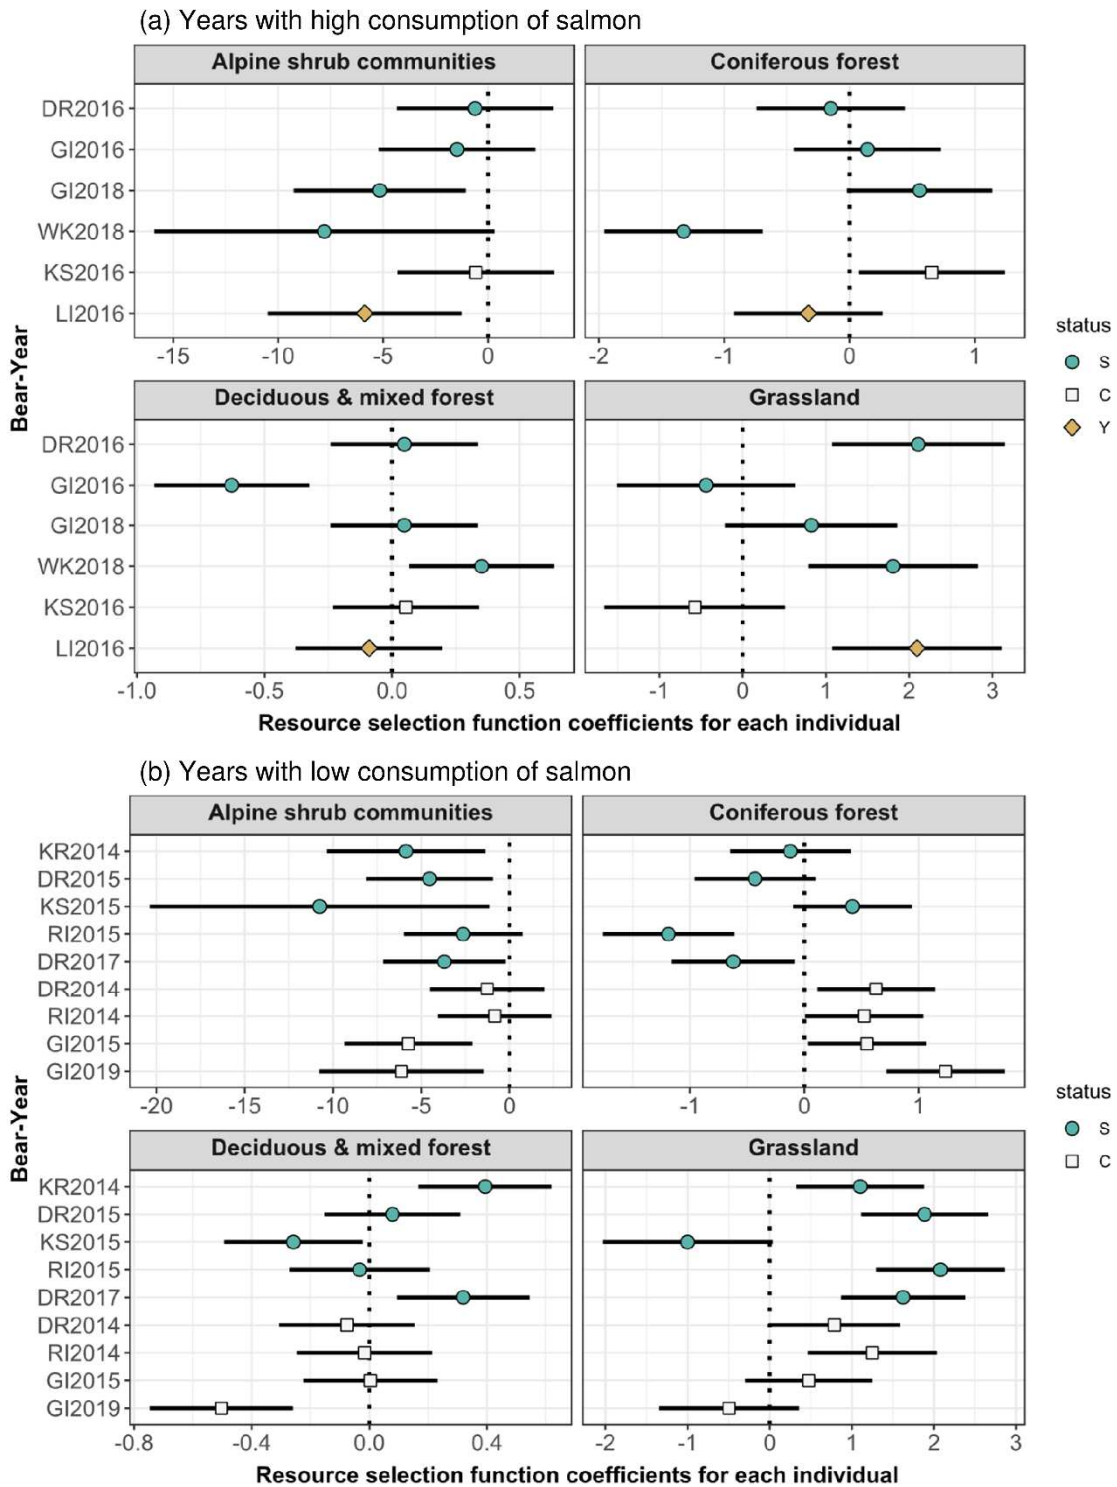 (a) Years with high consumption of salmon
Alpine shrub communities
Coniferous forest
DR2016
GI2016
GI2018
WK2018
KS2016
LI2016
-15 -10 -5 0
-2 -1 0 1
Deciduous & mixed forest
Grassland
DR2016
GI2016
GI2018
WK2018
KS2016
LI2016
-1.0 -0.5 0.0 0.5
-1 0 1 2 3
Bear-Year
Resource selection function coefficients for each individual
status
S
C
Y
(b) Years with low consumption of salmon
Alpine shrub communities
Coniferous forest
KR2014
DR2015
KS2015
RI2015
DR2017
DR2014
RI2014
GI2015
GI2019
-20 -15 -10 -5 0
-1 0 1
Deciduous & mixed forest
Grassland
KR2014
DR2015
KS2015
RI2015
DR2017
DR2014
RI2014
GI2015
GI2019
-0.8 -0.4 0.0 0.4
-2 -1 0 1 2 3
Bear-Year
Resource selection function coefficients for each individual
status
S
C